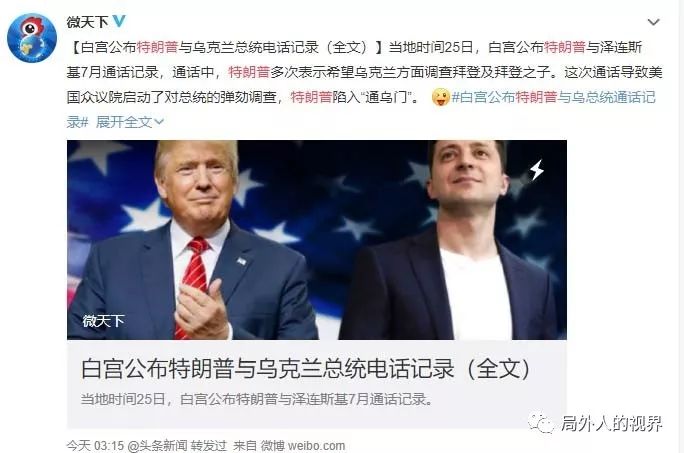 微天下
【白宫公布特朗普与乌克兰总统电话记录（全文）】当地时间25日，白宫公布特朗普与泽连斯
基7月通话记录，通话中，特朗普多次表示希望乌克兰方面调查拜登及拜登之子。这次通话导致美
国众议院启动了对总统的弹劾调查，特朗普陷入“通乌门”。 #白宫公布特朗普与乌总统通话记
录# 展开全文
微天下
白宫公布特朗普与乌克兰总统电话记录（全文）
当地时间25日，白宫公布特朗普与泽连斯基7月通话记录。
局外人的视界
今天 03:15 @头条新闻 转发过 来自 微博 weibo.com